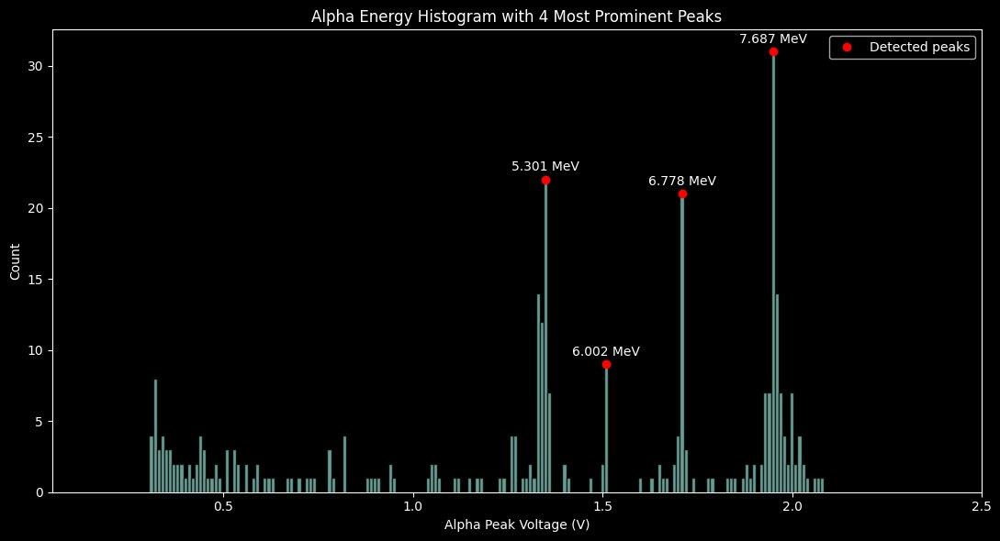 Alpha Energy Histogram with 4 Most Prominent Peaks
7.687 MeV
Detected peaks
30
25
5.301 MeV
6.778 MeV
20
Count
15
10
6.002 MeV
5
0
0.5 1.0 1.5 2.0 2.5
Alpha Peak Voltage (V)